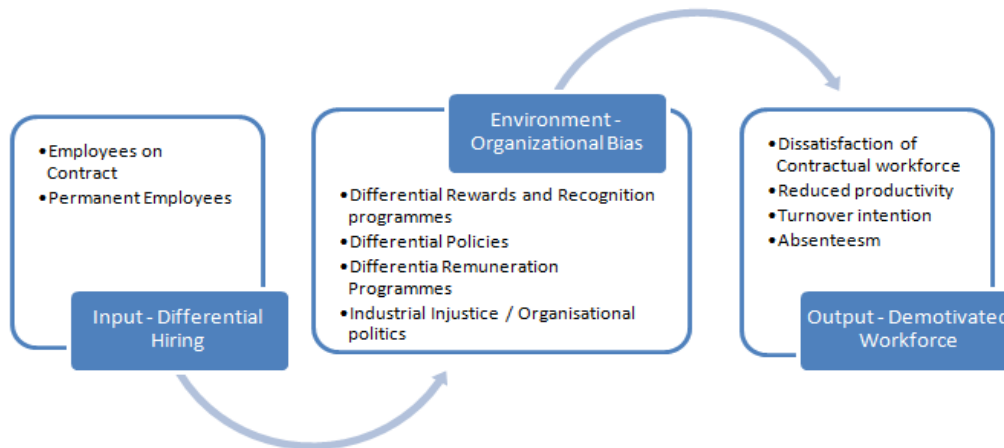 •Employees on
Contract
•Permanent Employees
Input - Differential
Hiring
Environment -
Organizational Bias
•Differential Rewards and Recognition
programmes
•Differential Policies
•Differentia Remuneration
Programmes
•Industrial Injustice / Organisational
politics
•Dissatisfaction of
Contractual workforce
•Reduced productivity
•Turnover intention
•Absenteesm
Output - Demotivated
Workforce